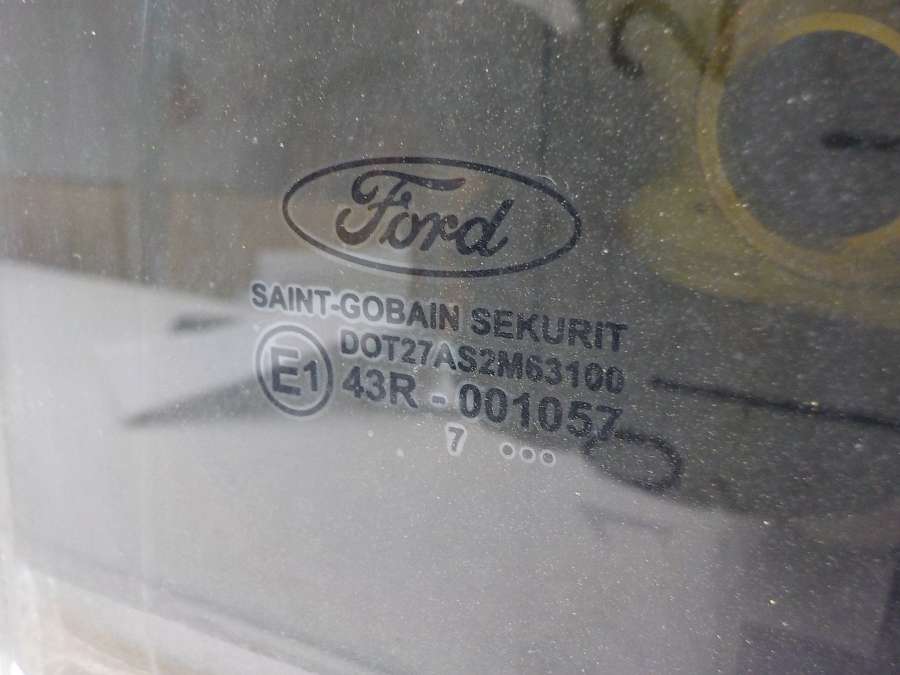 Ford
SAINT-GOBAIN SEKURIT
DOT27AS2M63100
E1 43R - 001057
7 ...